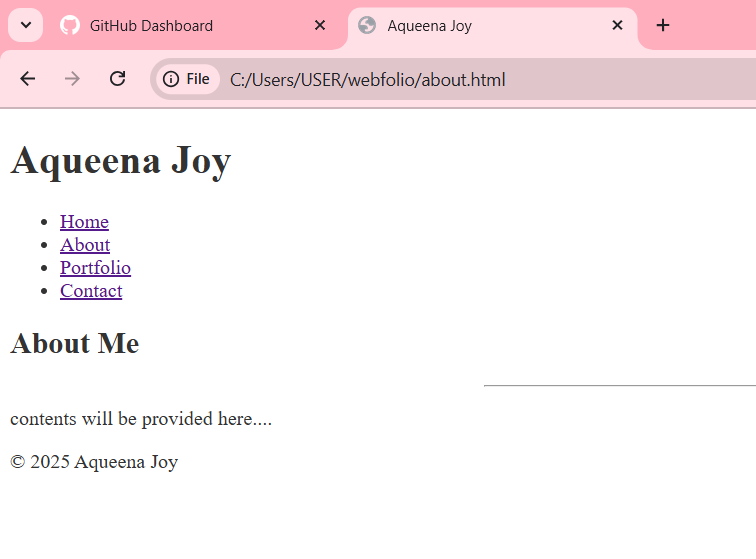 GitHub Dashboard
Aqueena Joy
File C:/Users/USER/webfolio/about.html
Aqueena Joy
Home
About
Portfolio
Contact
About Me
contents will be provided here....
© 2025 Aqueena Joy